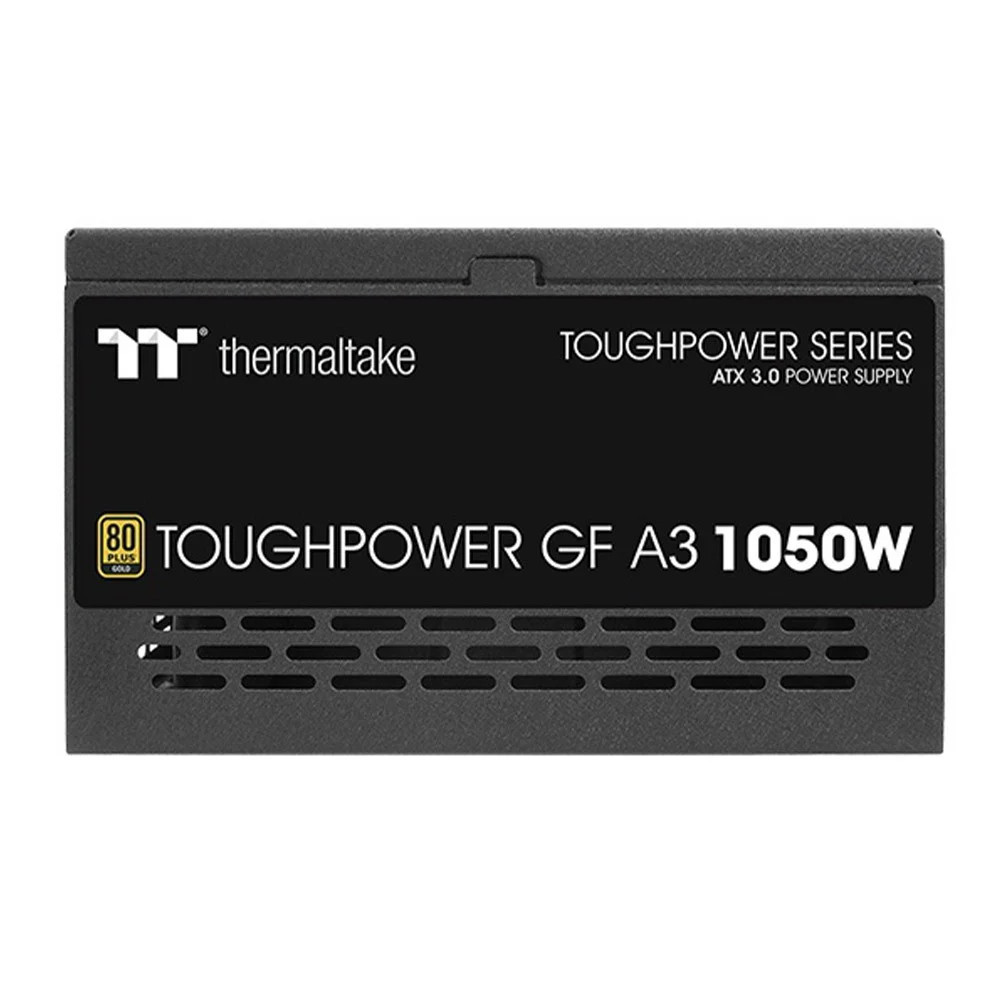 thermaltake
TOUGHPOWER SERIES
ATX 3.0 POWER SUPPLY
80
PLUS
GOLD
TOUGHPOWER GF A3 1050W